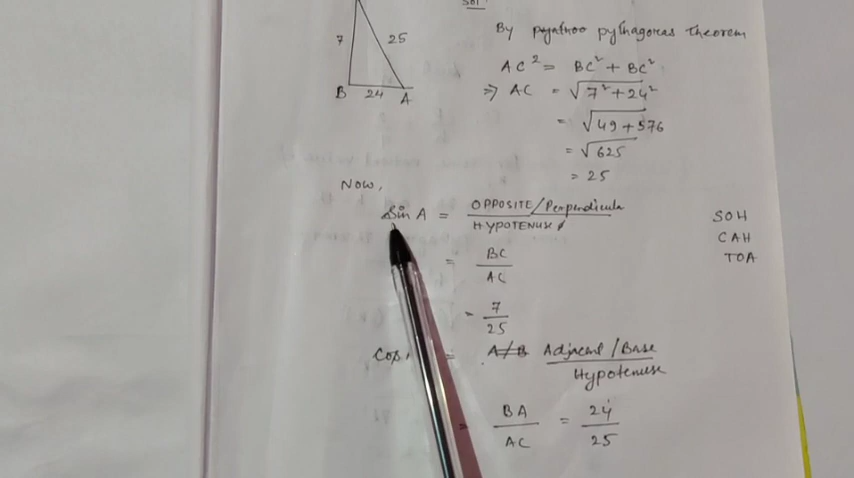 Sol:
7
25
B 24 A
By pythagoras Theorem
AC² = BC² + BC²
⇒ AC = √7² + 24²
= √49 + 576
= √625
= 25
Now,
Sin A = OPPOSITE/Perpendicula
HYPOTENUSE
SOH
CAH
TOA
= BC
AC
= 7
25
Cos = Adjacent/Base
Hypotenuse
= BA = 24
AC 25